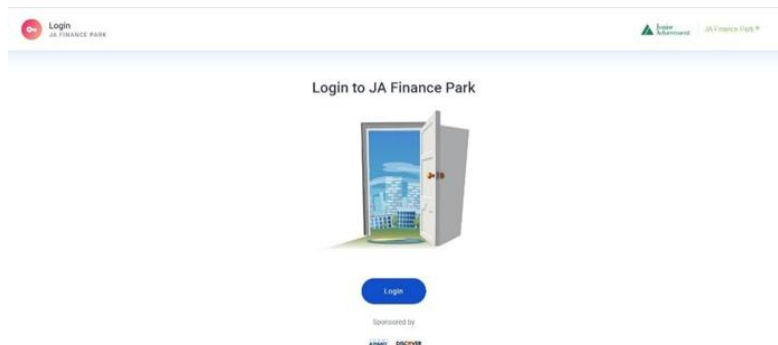 Login
JA FINANCE PARK
Junior
Achievement
JA Finance Park®
Login to JA Finance Park
Login
Sponsored by
DISCOVER